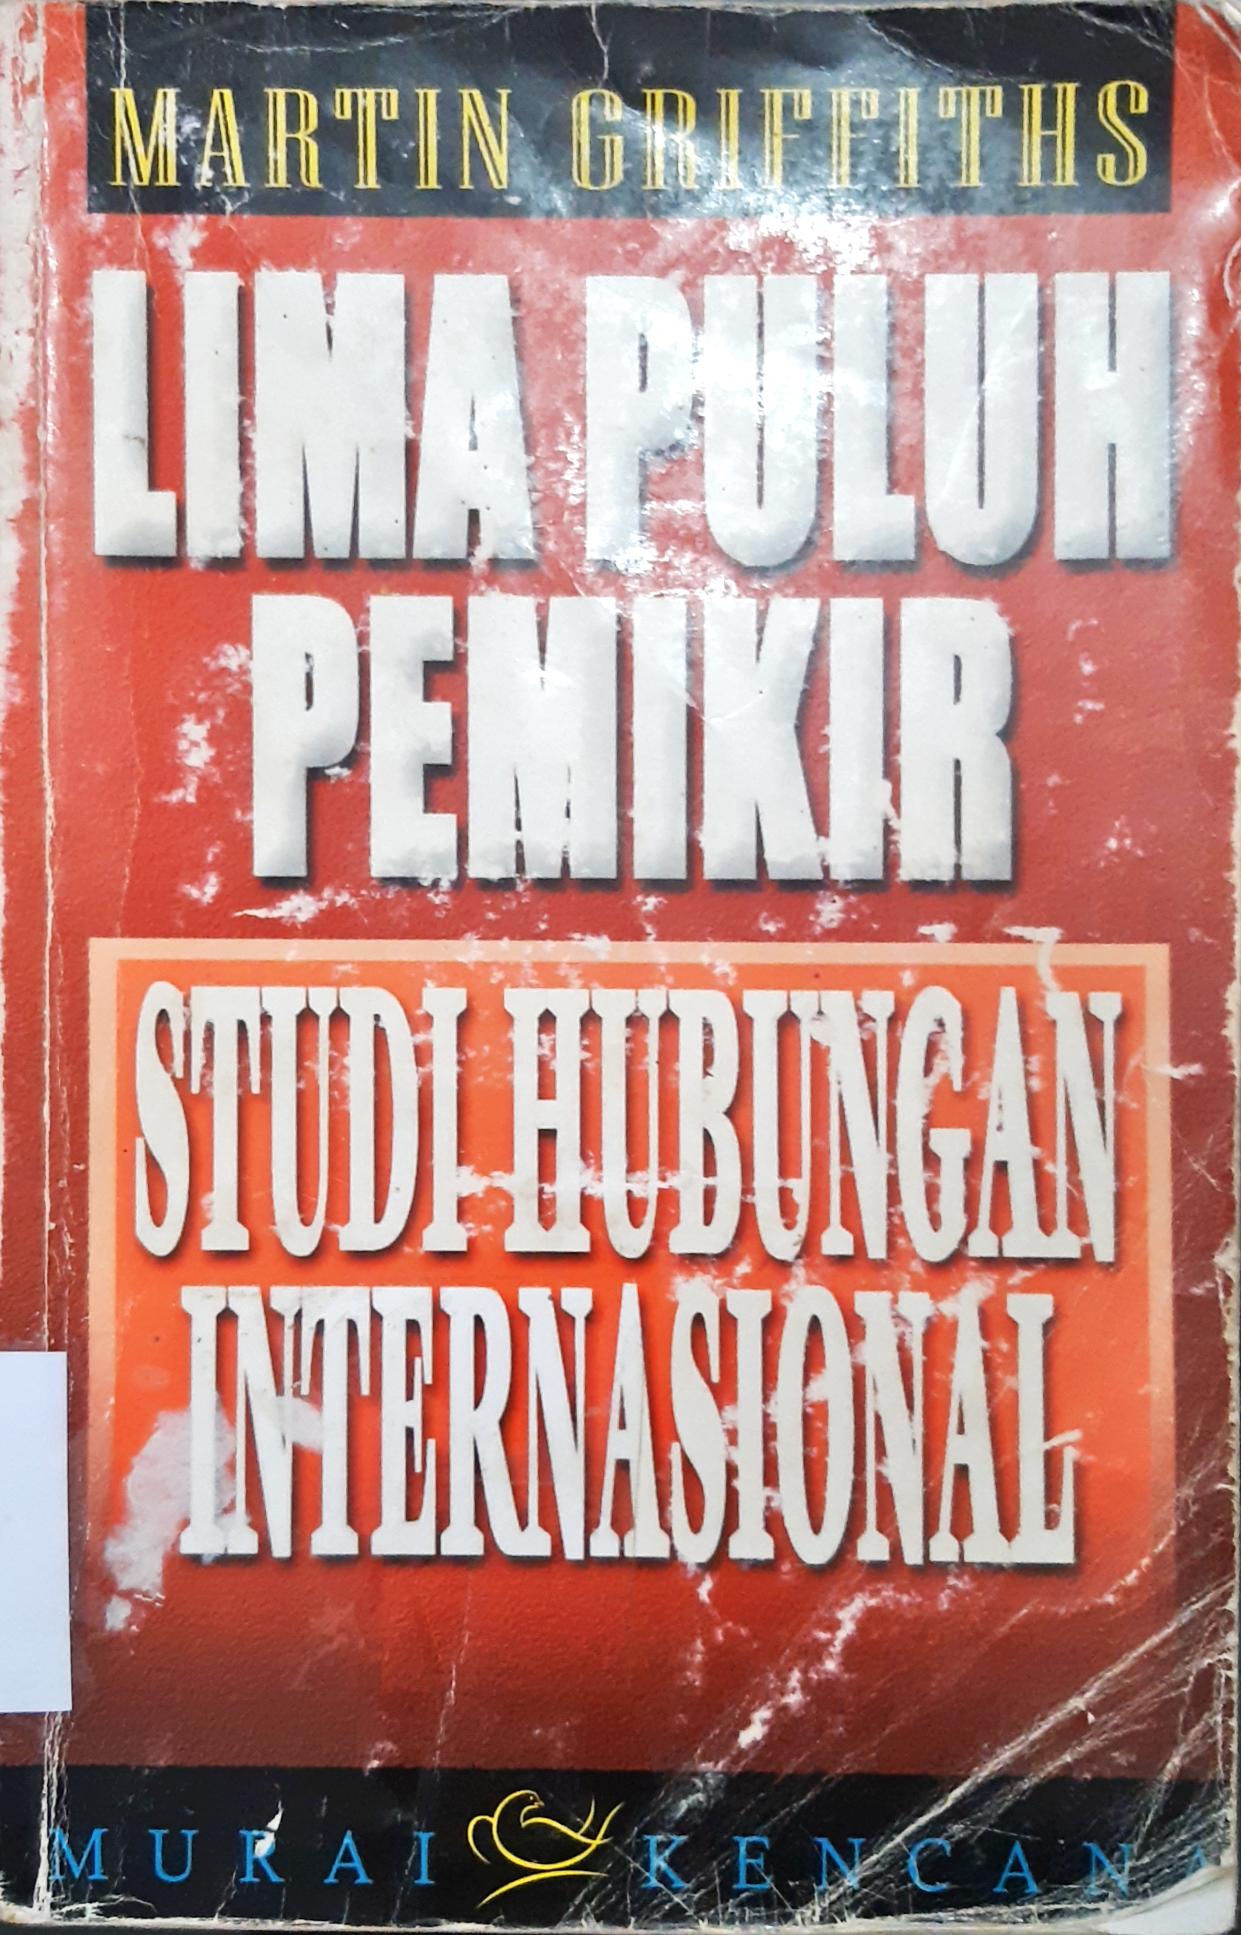 MARTIN GRIFFITHS
LIMA PULUH
PEMIKIR
STUDI HUBUNGAN
INTERNASIONAL
MURAI KENCANA